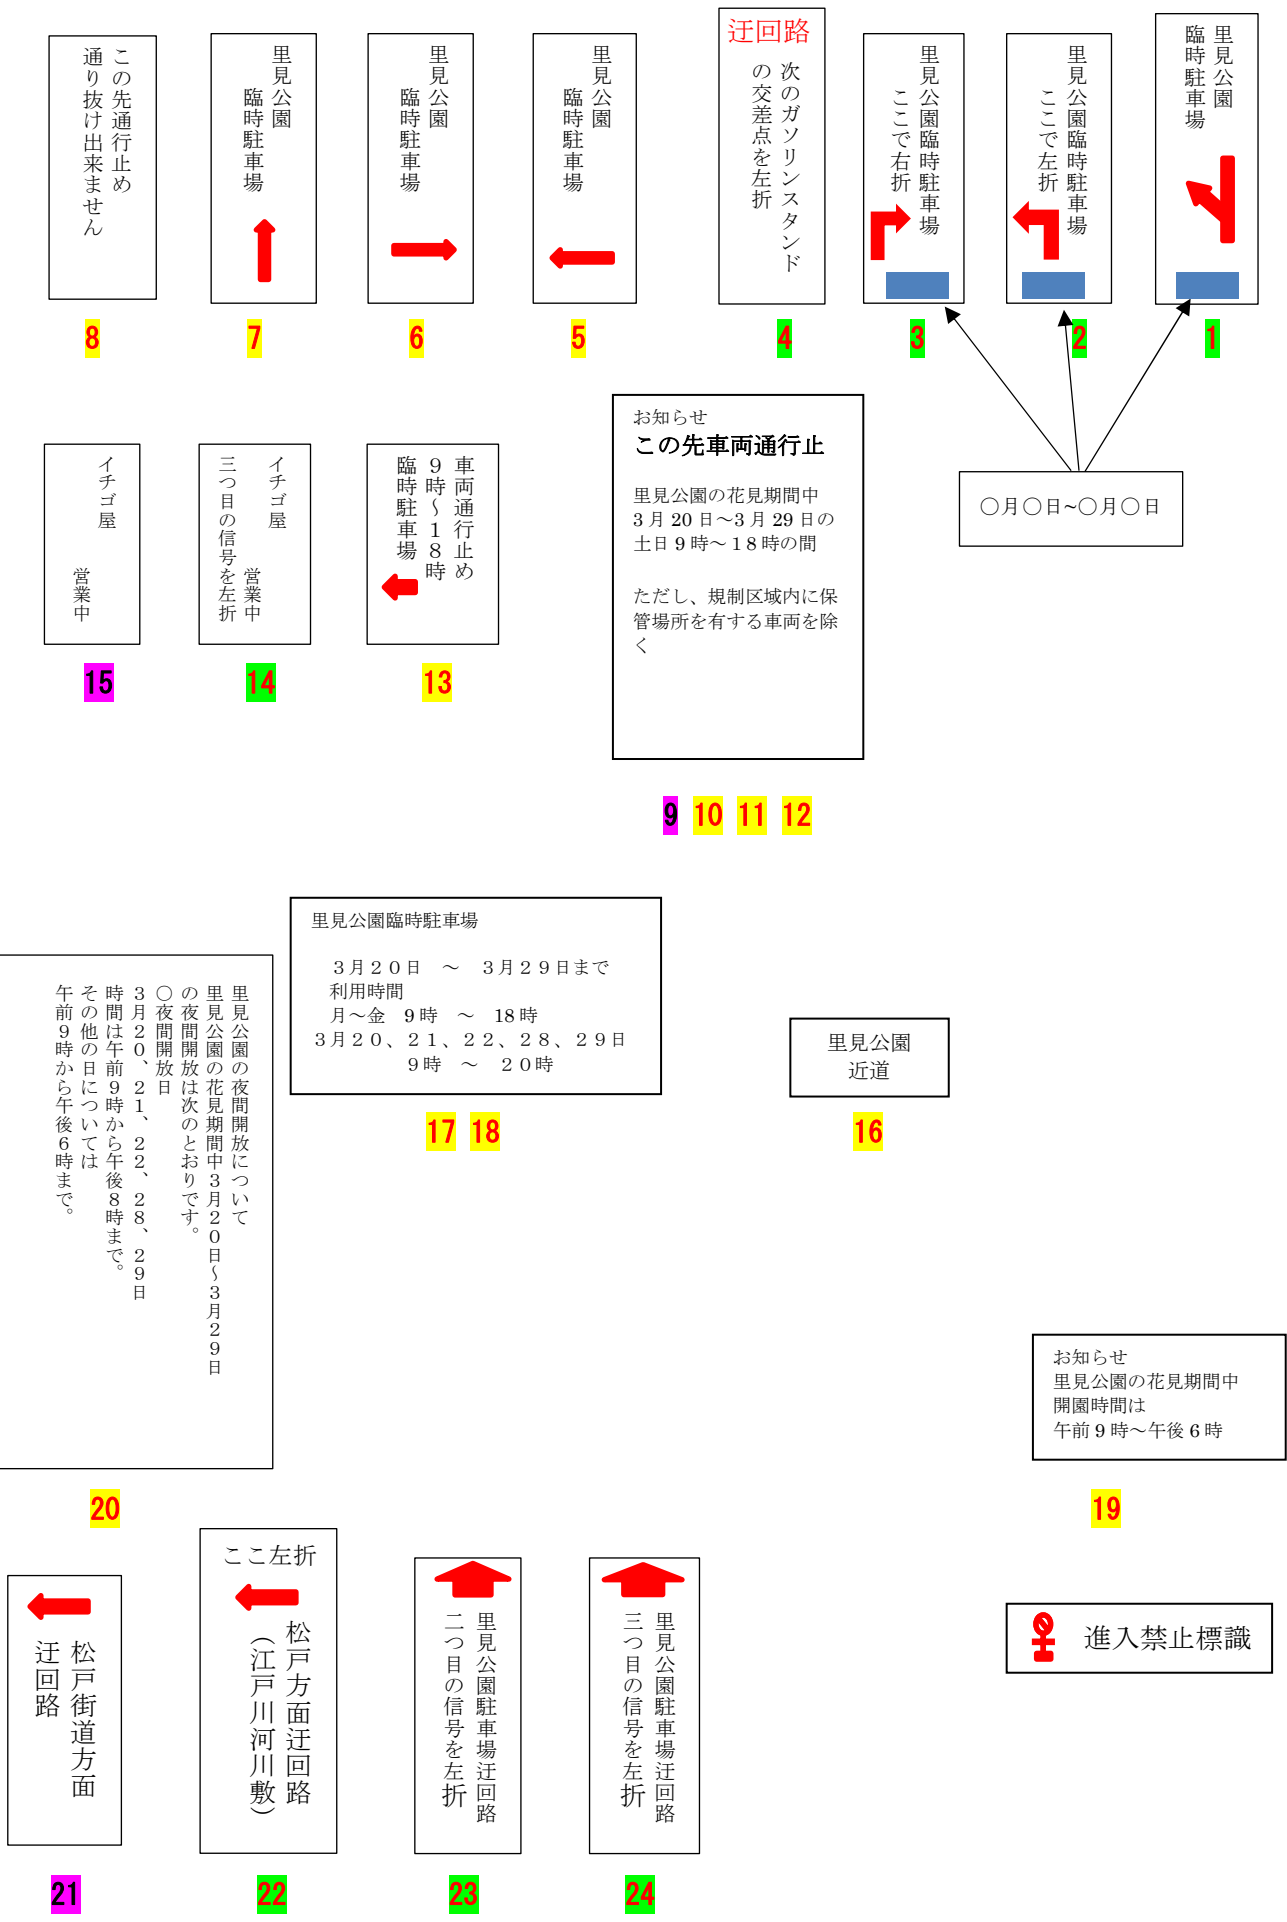 里見公園
臨時駐車場
1
里見公園臨時駐車場
ここで左折
2
里見公園臨時駐車場
ここで右折
3
迂回路
次のガソリンスタンド
の交差点を左折
4
里見公園
臨時駐車場
5
里見公園
臨時駐車場
6
里見公園
臨時駐車場
7
この先通行止め
通り抜け出来ません
8
〇月〇日~〇月〇日
お知らせ
この先車両通行止
里見公園の花見期間中
3月20日～3月29日の
土日9時～18時の間
ただし、規制区域内に保
管場所を有する車両を除
く
9 10 11 12
車両通行止め
９時～１８時
臨時駐車場
13
イチゴ屋
営業中
三つ目の信号を左折
14
イチゴ屋
営業中
15
里見公園
近道
16
里見公園臨時駐車場
３月２０日　～　３月２９日まで
利用時間
月～金　９時　～　１８時
３月２０、２１、２２、２８、２９日
９時　～　２０時
17 18
お知らせ
里見公園の花見期間中
開園時間は
午前９時～午後６時
19
里見公園の夜間開放について
里見公園の花見期間中３月２０日～３月２９日
の夜間開放は次のとおりです。
〇夜間開放日
３月２０、２１、２２、２８、２９日
時間は午前９時から午後８時まで。
その他の日については
午前９時から午後６時まで。
20
進入禁止標識
里見公園駐車場迂回路
三つ目の信号を左折
24
里見公園駐車場迂回路
二つ目の信号を左折
23
ここ左折
松戸方面迂回路
（江戸川河川敷）
22
松戸街道方面
迂回路
21